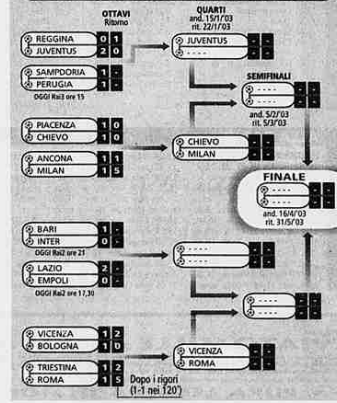 OTTAVI
Ritorno
QUARTI
and. 15/1/'03
rit. 22/1/'03
REGGINA 0 1
JUVENTUS 2 0
JUVENTUS - -
---- - -
SAMPDORIA 1 -
PERUGIA 1 -
OGGI Rai3 ore 15
SEMIFINALI
---- - -
---- - -
and. 5/2/'03
rit. 5/3/'03
PIACENZA 1 0
CHIEVO 1 0
CHIEVO - -
MILAN - -
ANCONA 1 1
MILAN 1 5
FINALE
---- - -
---- - -
and. 16/4/'03
rit. 31/5/'03
BARI 1 -
INTER 0 -
OGGI Rai2 ore 21
---- - -
---- - -
LAZIO 2 -
EMPOLI 0 -
OGGI Rai2 ore 17,30
---- - -
---- - -
VICENZA 1 2
BOLOGNA 1 0
VICENZA - -
ROMA - -
TRIESTINA 1 2
ROMA 1 5
Dopo i rigori
(1-1 nei 120')